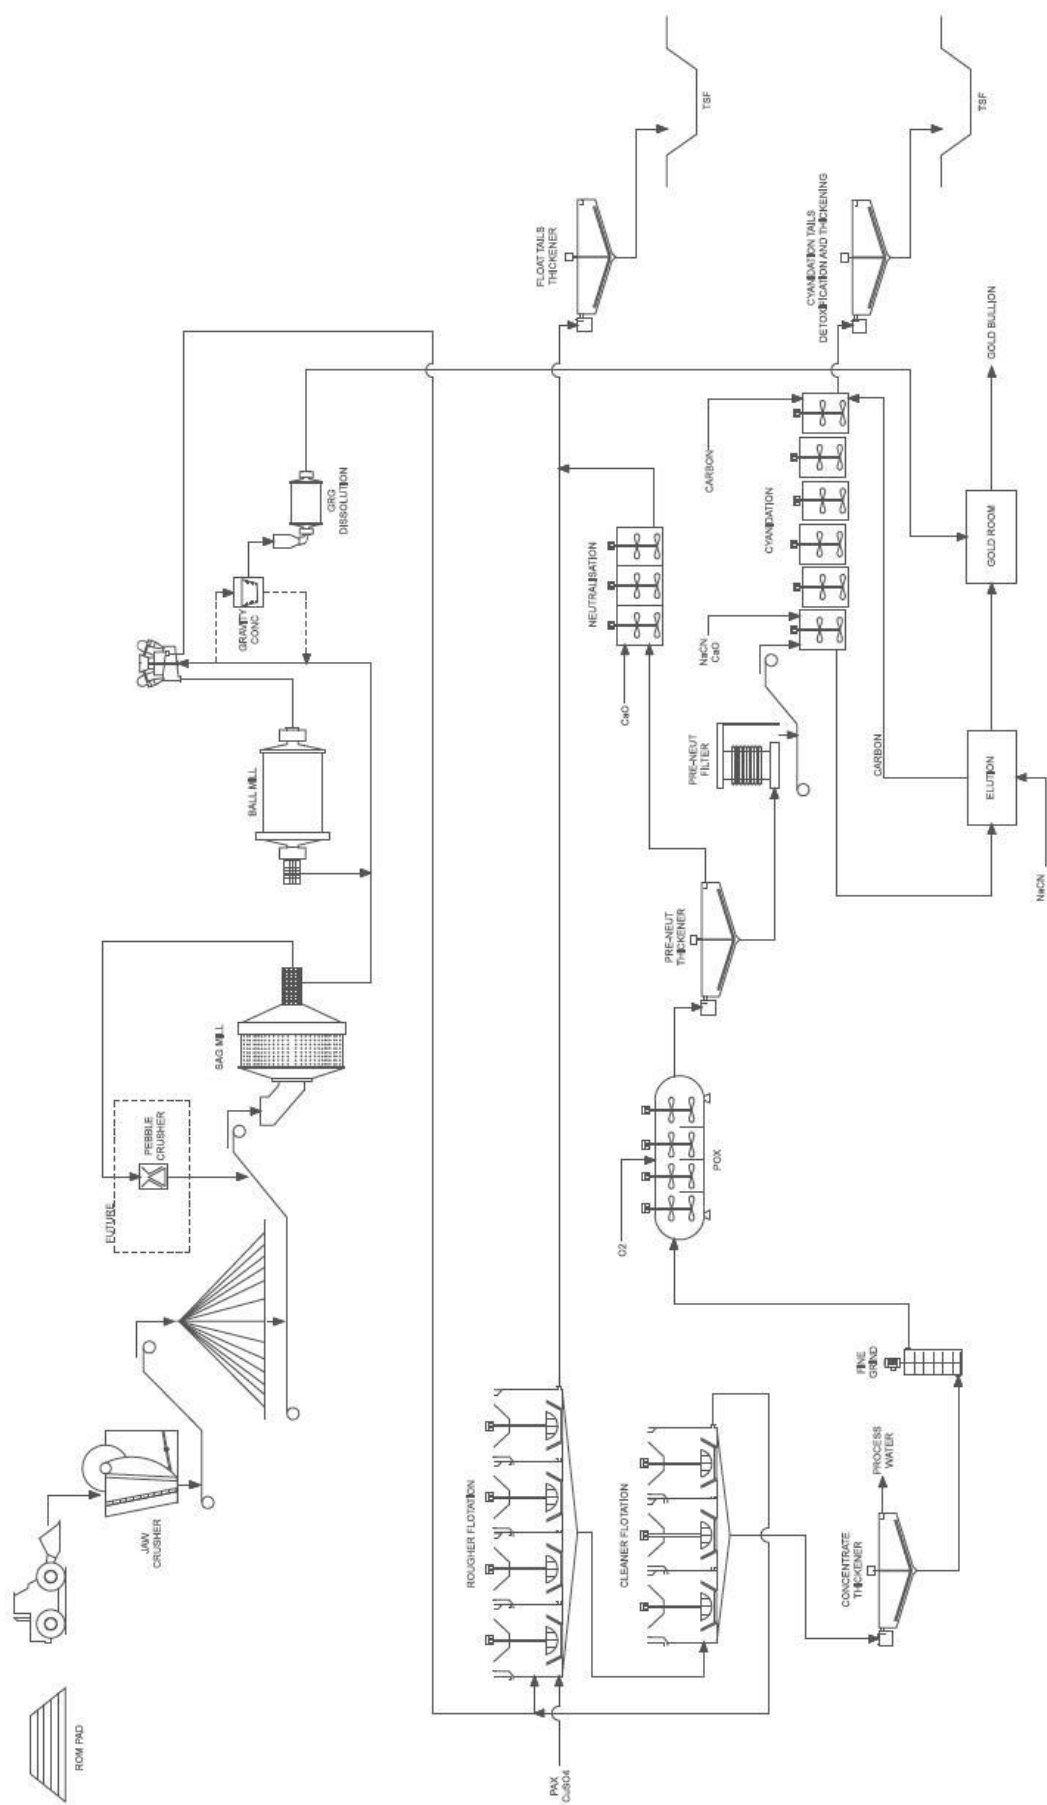 ROM PAD
JAW
CRUSHER
FUTURE
PEBBLE
CRUSHER
SAG MILL
BALL MILL
GRAVITY
CONC
GRG
DISSOLUTION
PAX
CuSO4
ROUGHER FLOTATION
CLEANER FLOTATION
CONCENTRATE
THICKENER
PROCESS
WATER
FINE
GRIND
O2
POX
PRE-NEUT
THICKENER
PRE-NEUT
FILTER
CaO
NEUTRALISATION
FLOAT TAILS
THICKENER
TSF
NaCN
CaO
CYANIDATION
CARBON
CARBON
CYANIDATION TAILS
DETOXIFICATION AND THICKENING
TSF
NaCN
ELUTION
GOLD ROOM
GOLD BULLION